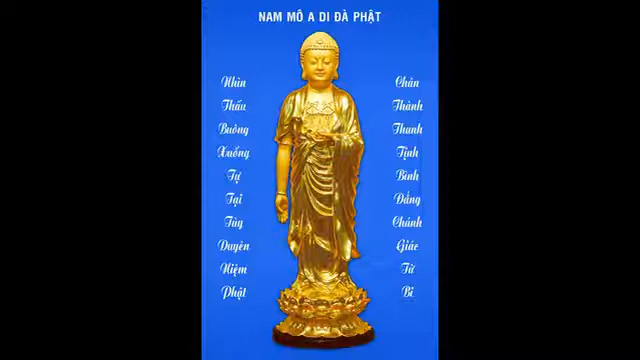 NAM MÔ A DI ĐÀ PHẬT
Nhìn
Thấu
Buông
Xuống
Tự
Tại
Tùy
Duyên
Niệm
Phật
Chân
Thành
Thanh
Tịnh
Bình
Đẳng
Chánh
Giác
Từ
Bi